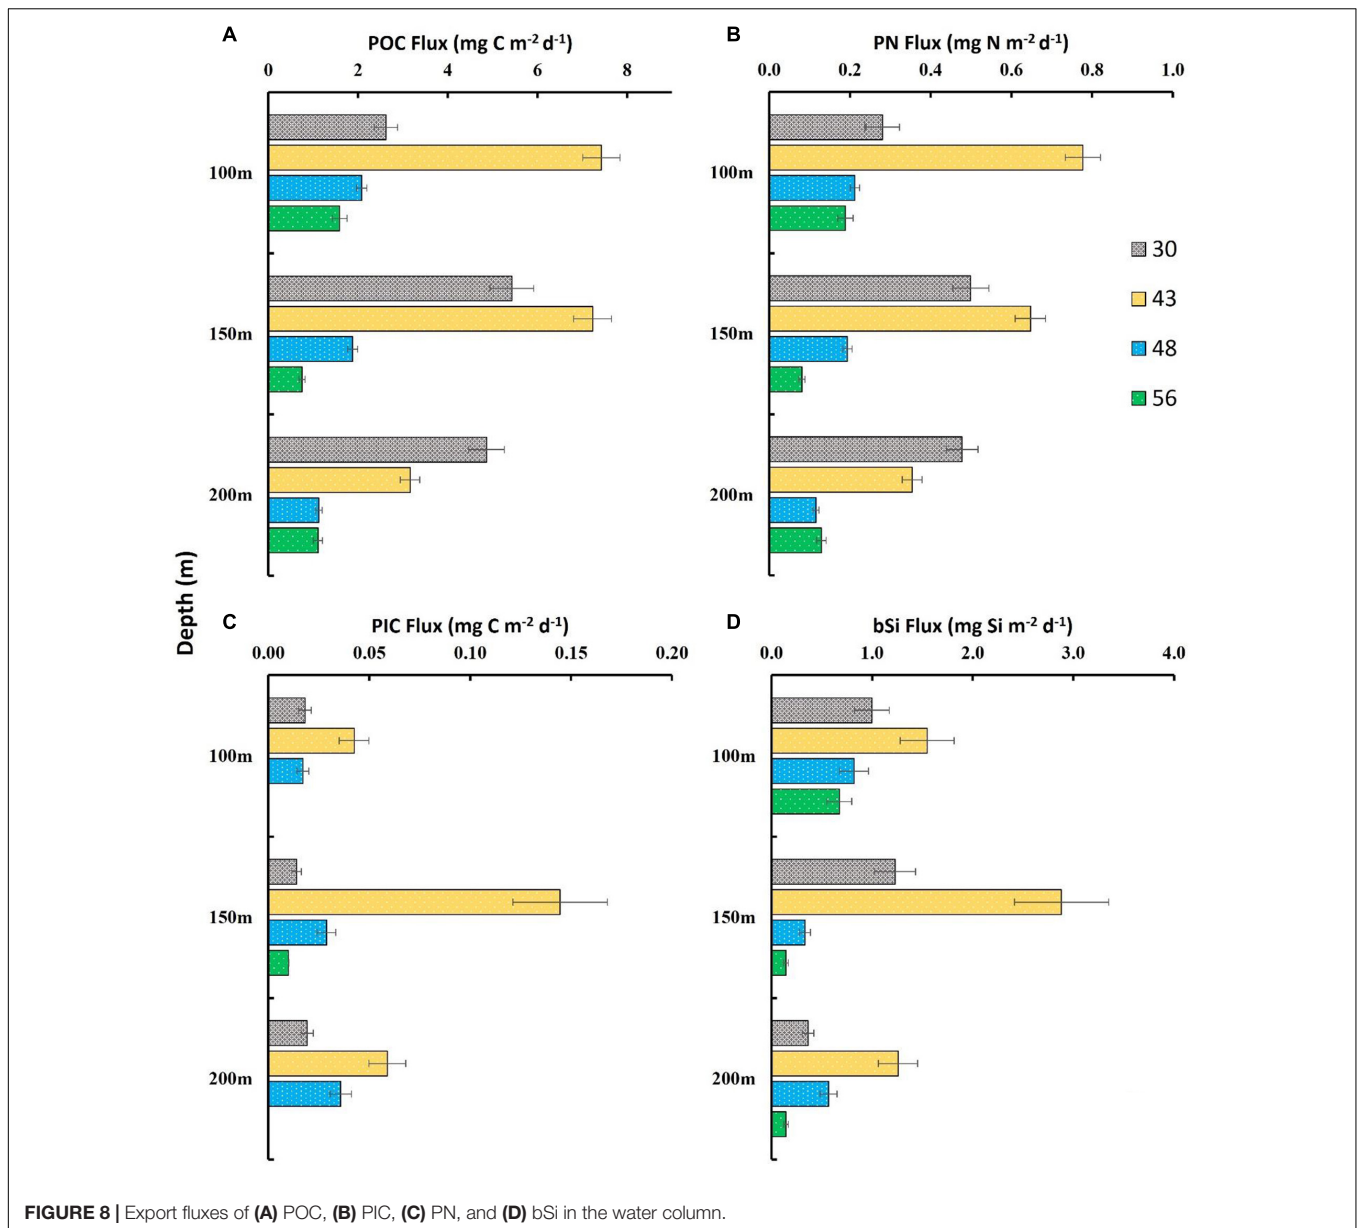 A
POC Flux (mg C m-2 d-1)
0 2 4 6 8
100m
150m
200m
B
PN Flux (mg N m-2 d-1)
0.0 0.2 0.4 0.6 0.8 1.0
100m
150m
200m
30
43
48
56
Depth (m)
C
PIC Flux (mg C m-2 d-1)
0.00 0.05 0.10 0.15 0.20
100m
150m
200m
D
bSi Flux (mg Si m-2 d-1)
0.0 1.0 2.0 3.0 4.0
100m
150m
200m
FIGURE 8 | Export fluxes of (A) POC, (B) PIC, (C) PN, and (D) bSi in the water column.